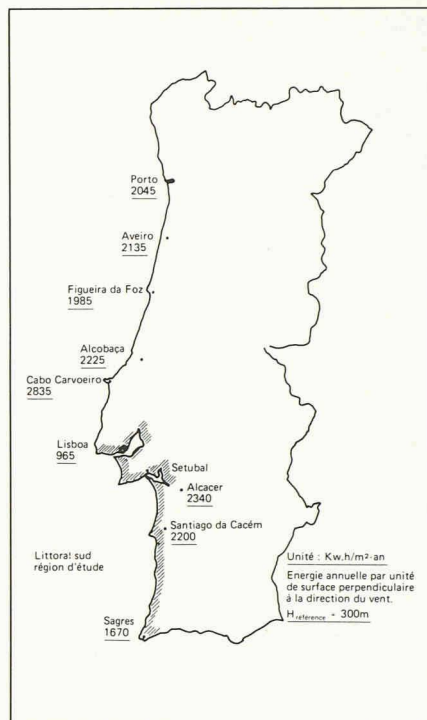 Porto
2045
Aveiro
2135
Figueira da Foz
1985
Alcobaça
2225
Cabo Carvoeiro
2835
Lisboa
965
Setubal
Alcacer
2340
Santiago da Cacém
2200
Littoral sud
région d'étude
Unité : Kw.h/m²-an
Energie annuelle par unité
de surface perpendiculaire
à la direction du vent.
H référence - 300m
Sagres
1670